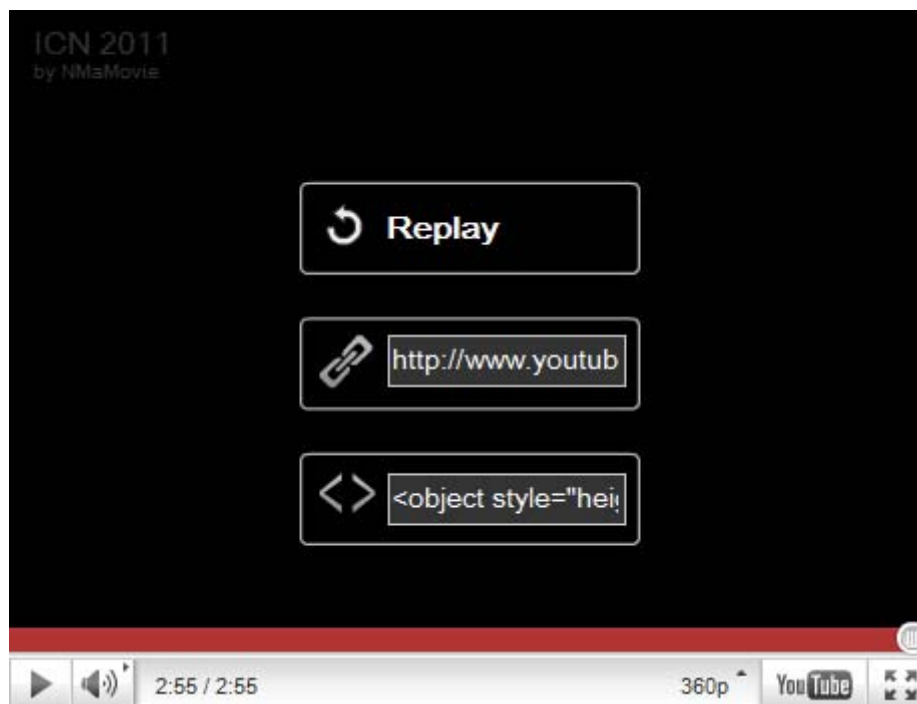 ICN 2011
by NMaMovie
Replay
http://www.youtub
<object style="hei
2:55 / 2:55
360p
YouTube